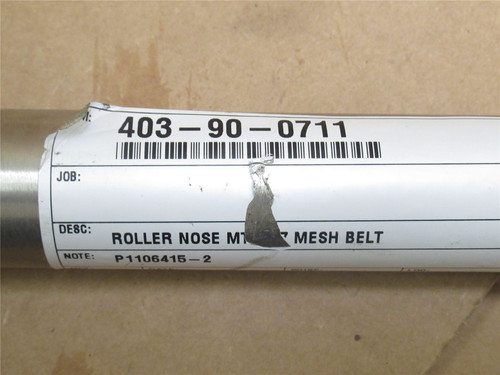 403-90-0711
JOB:
DESC: ROLLER NOSE MESH BELT
NOTE: P1106415-2